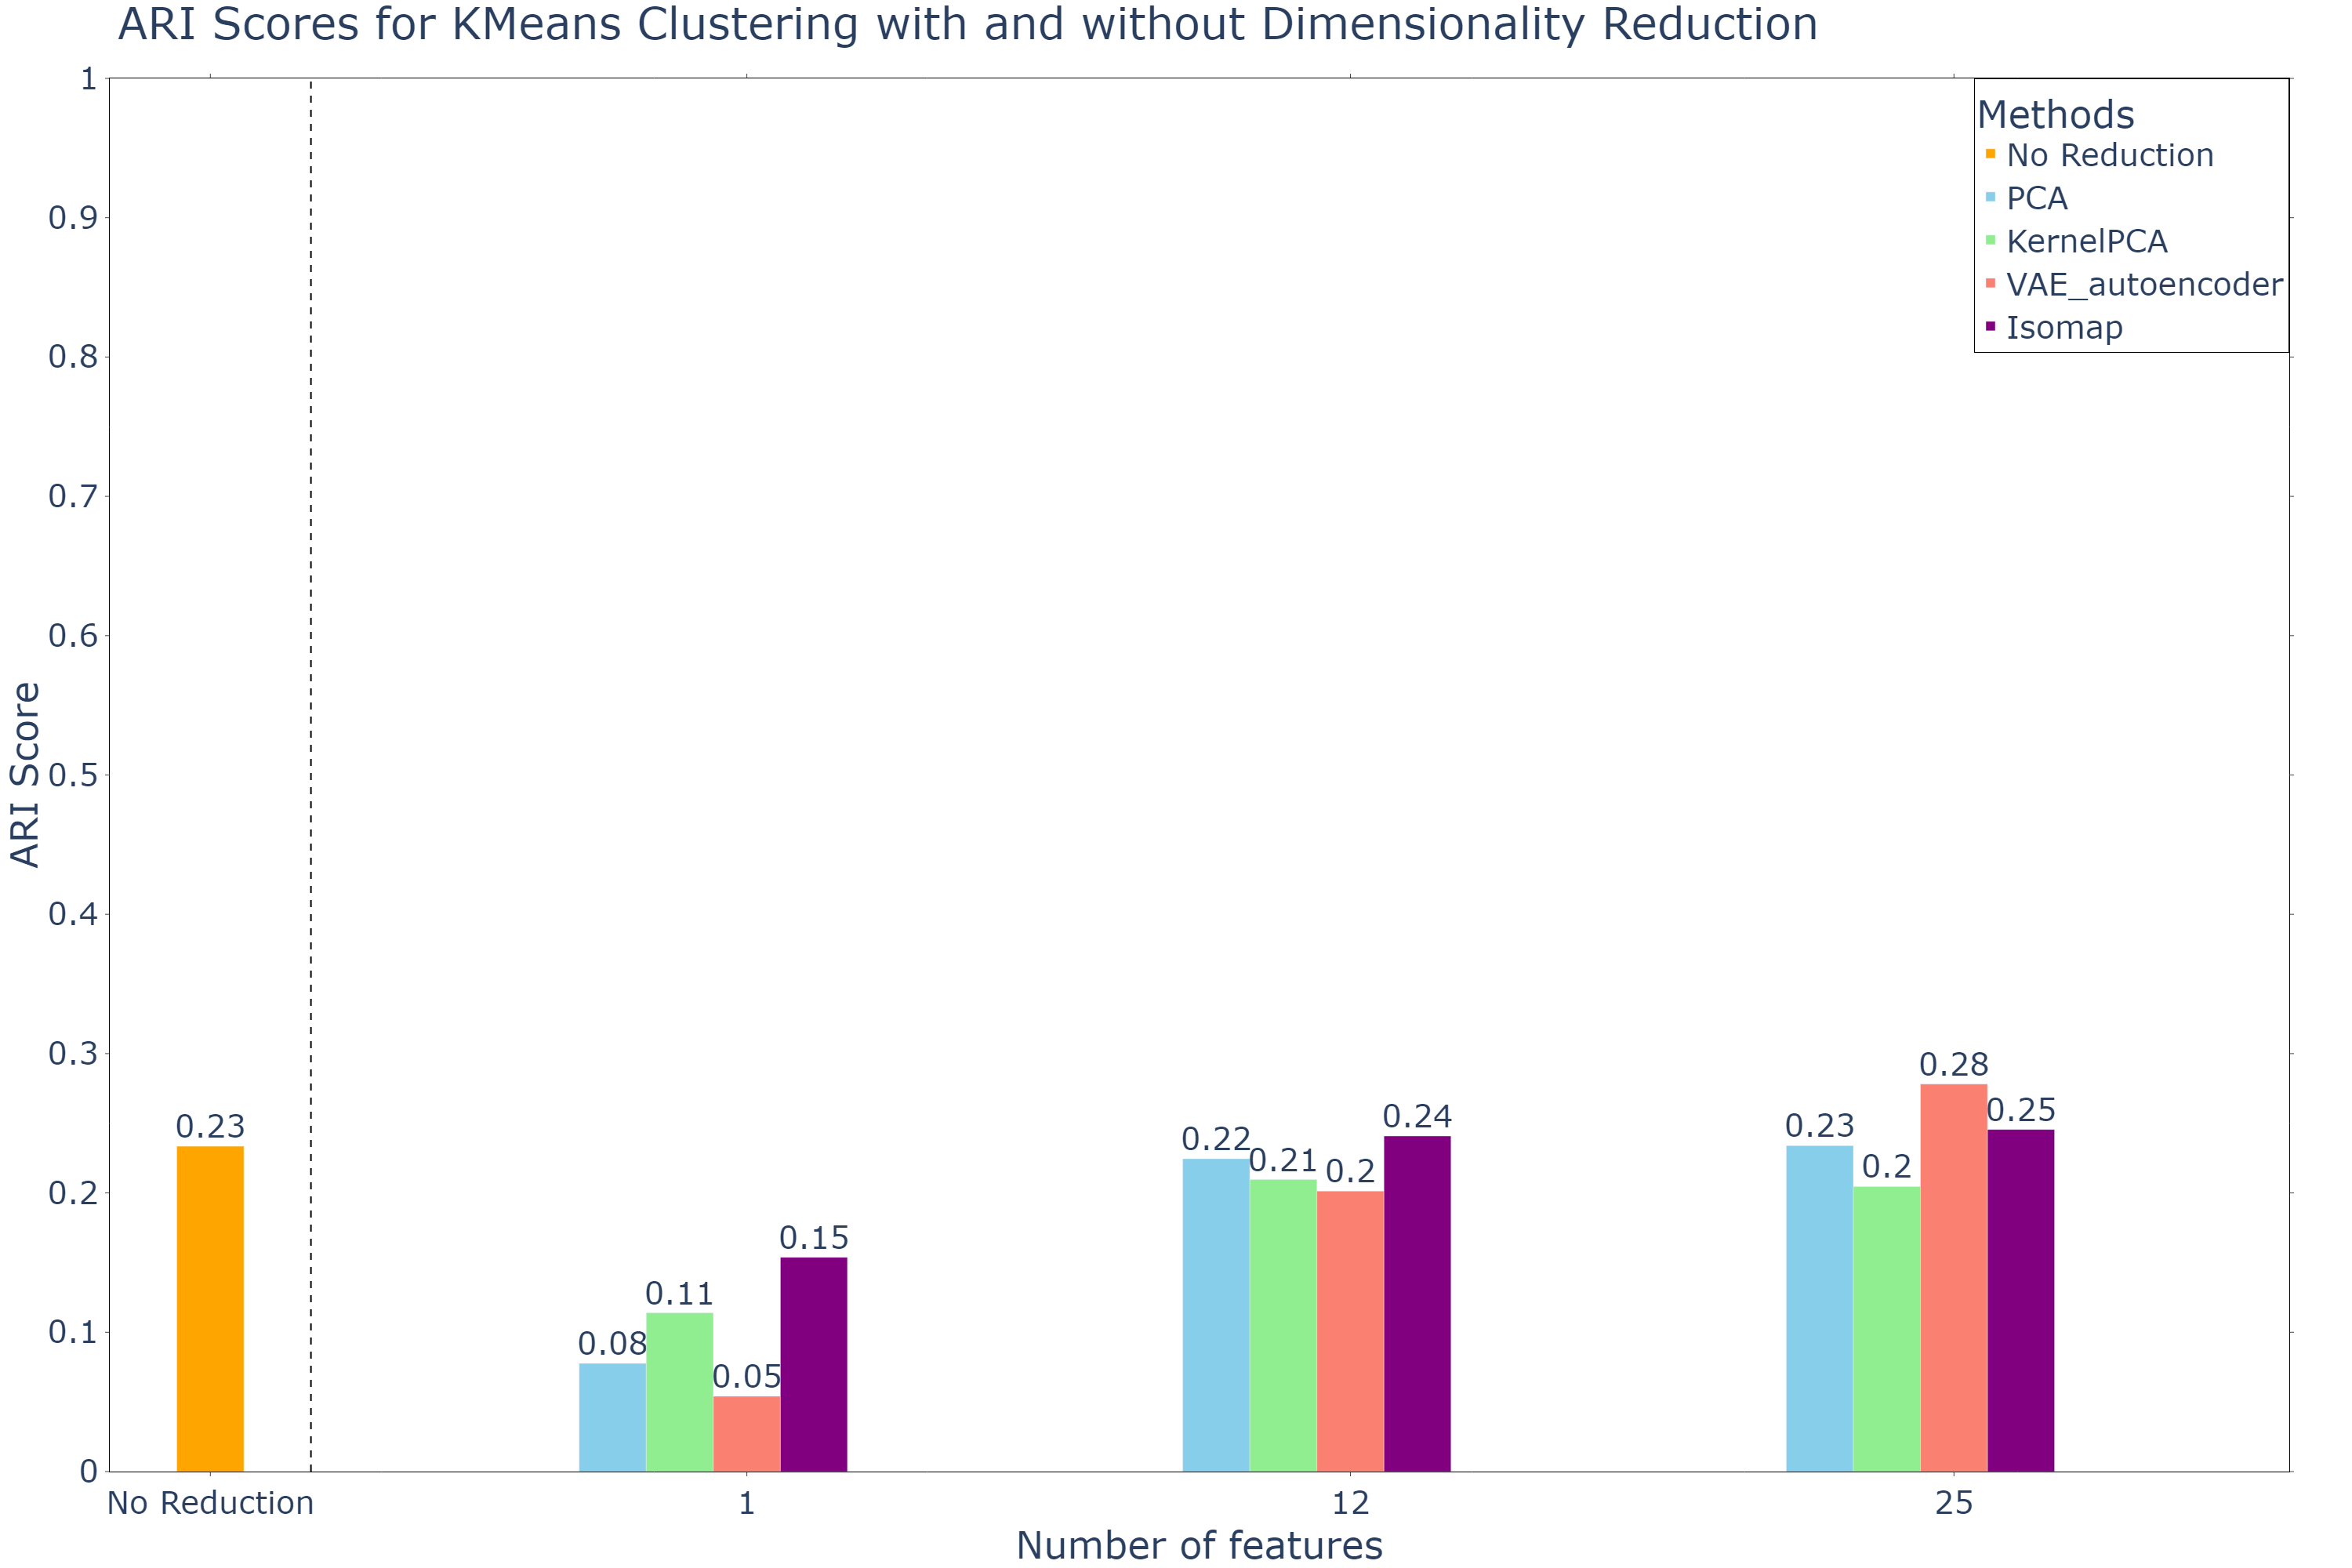 ARI Scores for KMeans Clustering with and without Dimensionality Reduction
Methods
No Reduction
PCA
KernelPCA
VAE_autoencoder
Isomap
ARI Score
1
0.9
0.8
0.7
0.6
0.5
0.4
0.3
0.2
0.1
0
0.23
0.08
0.11
0.05
0.15
0.22
0.21
0.2
0.24
0.23
0.2
0.28
0.25
No Reduction
1
12
25
Number of features